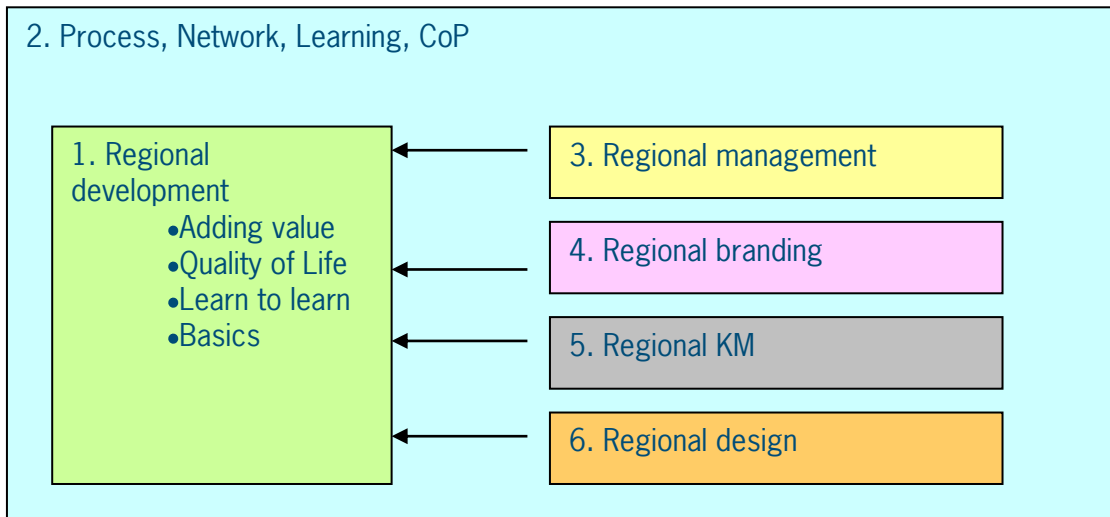 2. Process, Network, Learning, CoP
1. Regional
development
•Adding value
•Quality of Life
•Learn to learn
•Basics
3. Regional management
4. Regional branding
5. Regional KM
6. Regional design